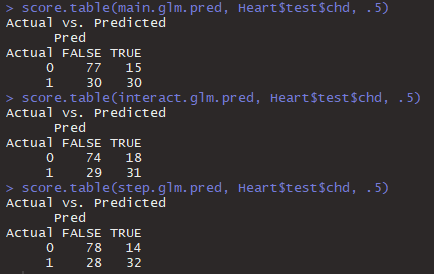 > score.table(main.glm.pred, Heart$test$chd, .5)
Actual vs. Predicted
      Pred
Actual FALSE TRUE
     0    77   15
     1    30   30
> score.table(interact.glm.pred, Heart$test$chd, .5)
Actual vs. Predicted
      Pred
Actual FALSE TRUE
     0    74   18
     1    29   31
> score.table(step.glm.pred, Heart$test$chd, .5)
Actual vs. Predicted
      Pred
Actual FALSE TRUE
     0    78   14
     1    28   32